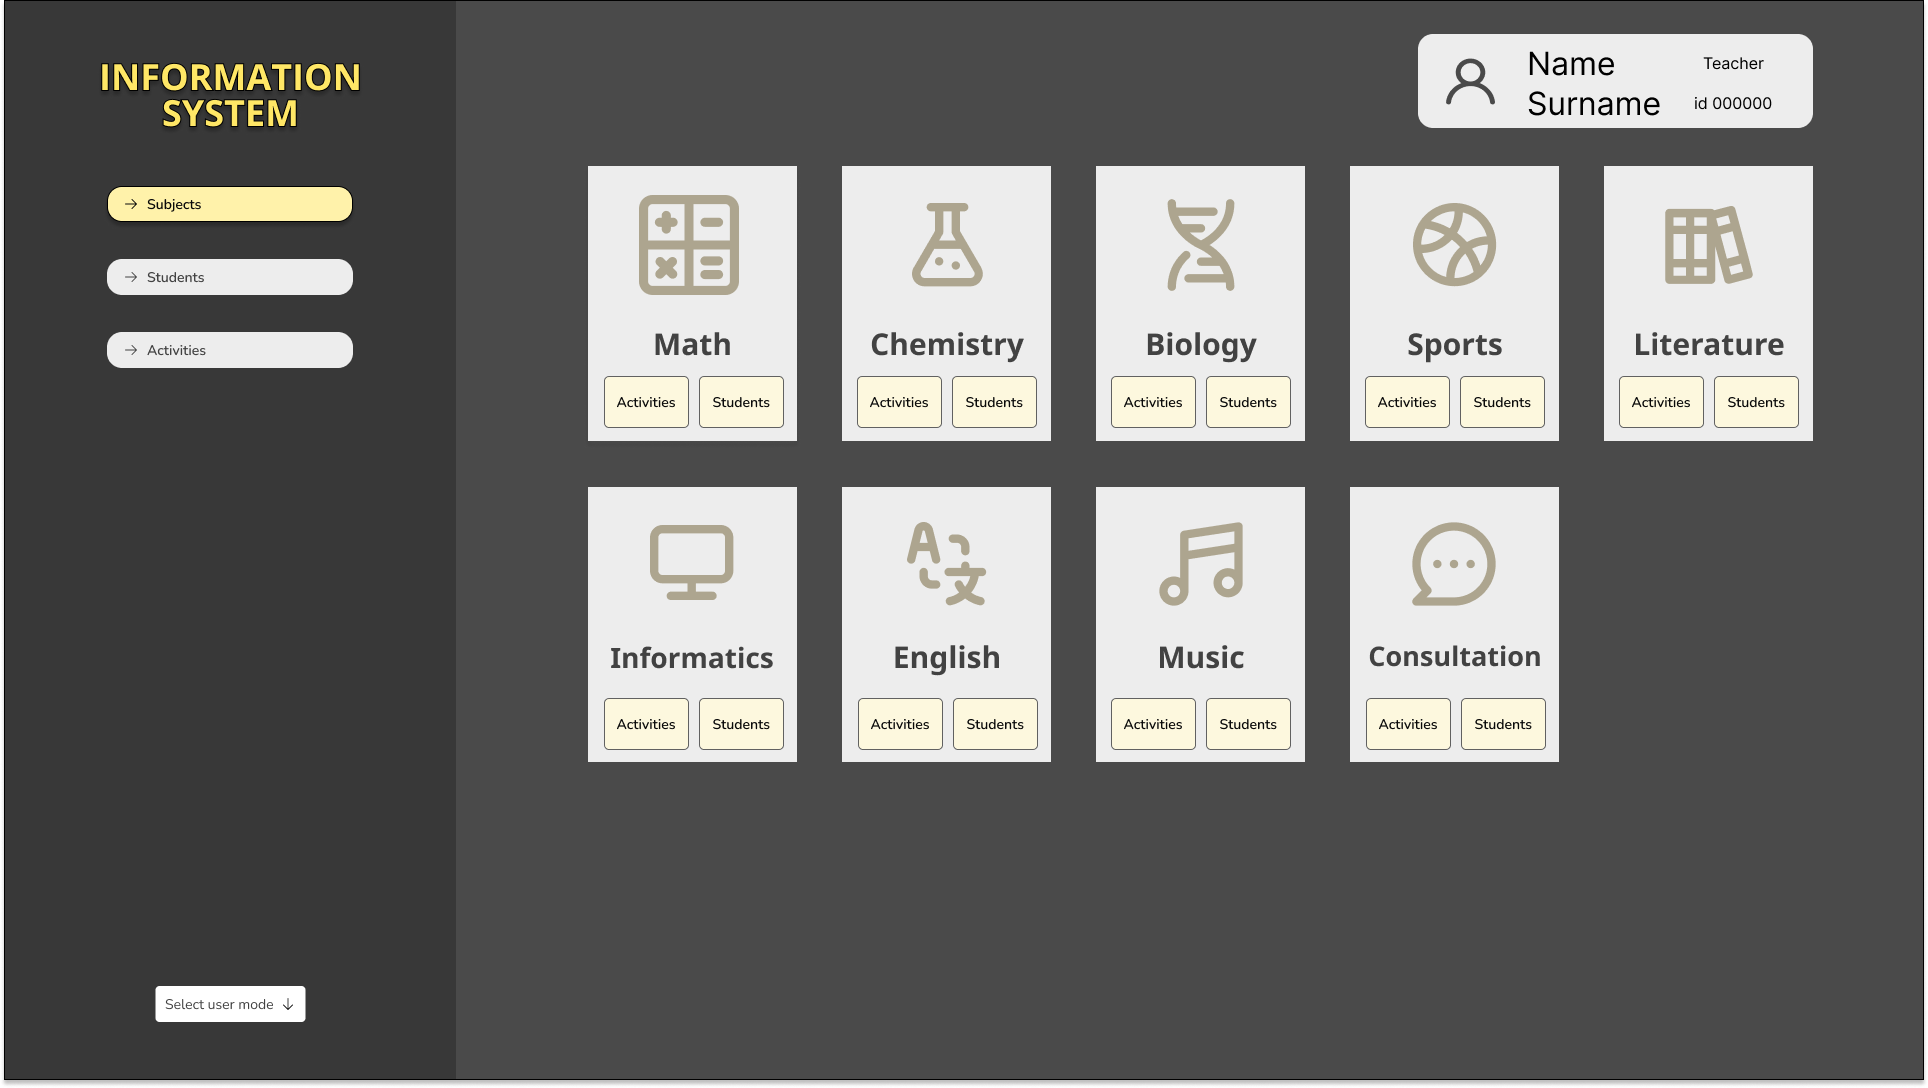 INFORMATION
SYSTEM
Subjects
Students
Activities
Select user mode
Name
Surname
Teacher
id 000000
Math
Activities Students
Chemistry
Activities Students
Biology
Activities Students
Sports
Activities Students
Literature
Activities Students
Informatics
Activities Students
English
Activities Students
Music
Activities Students
Consultation
Activities Students